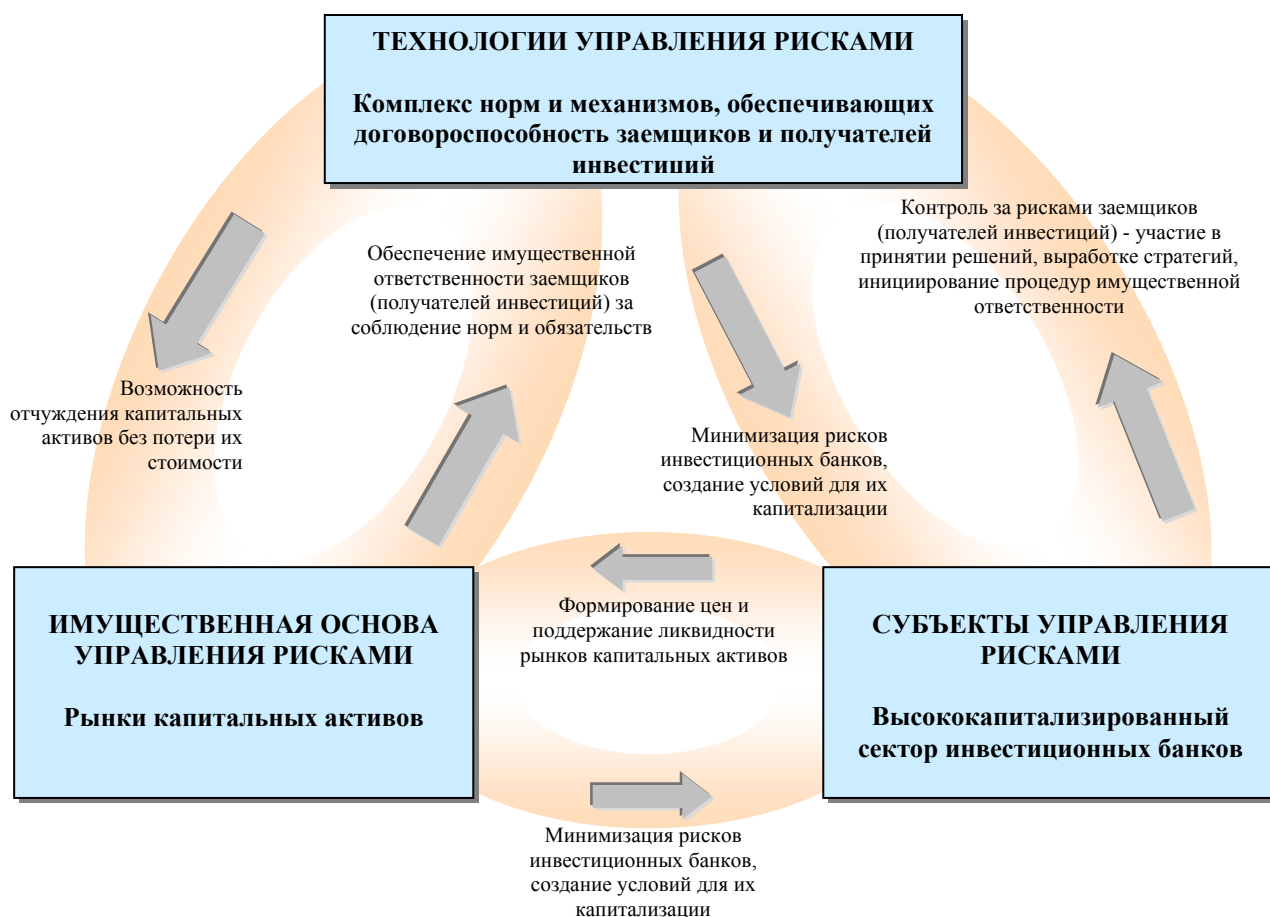 ТЕХНОЛОГИИ УПРАВЛЕНИЯ РИСКАМИ
Комплекс норм и механизмов, обеспечивающих
договороспособность заемщиков и получателей
инвестиций
Контроль за рисками заемщиков
(получателей инвестиций) - участие в
принятии решений, выработке стратегий,
инициирование процедур имущественной
ответственности
Обеспечение имущественной
ответственности заемщиков
(получателей инвестиций) за
соблюдение норм и обязательств
Возможность
отчуждения капитальных
активов без потери их
стоимости
Минимизация рисков
инвестиционных банков,
создание условий для их
капитализации
ИМУЩЕСТВЕННАЯ ОСНОВА
УПРАВЛЕНИЯ РИСКАМИ
Рынки капитальных активов
Формирование цен и
поддержание ликвидности
рынков капитальных активов
СУБЪЕКТЫ УПРАВЛЕНИЯ
РИСКАМИ
Высококапитализированный
сектор инвестиционных банков
Минимизация рисков
инвестиционных банков,
создание условий для их
капитализации